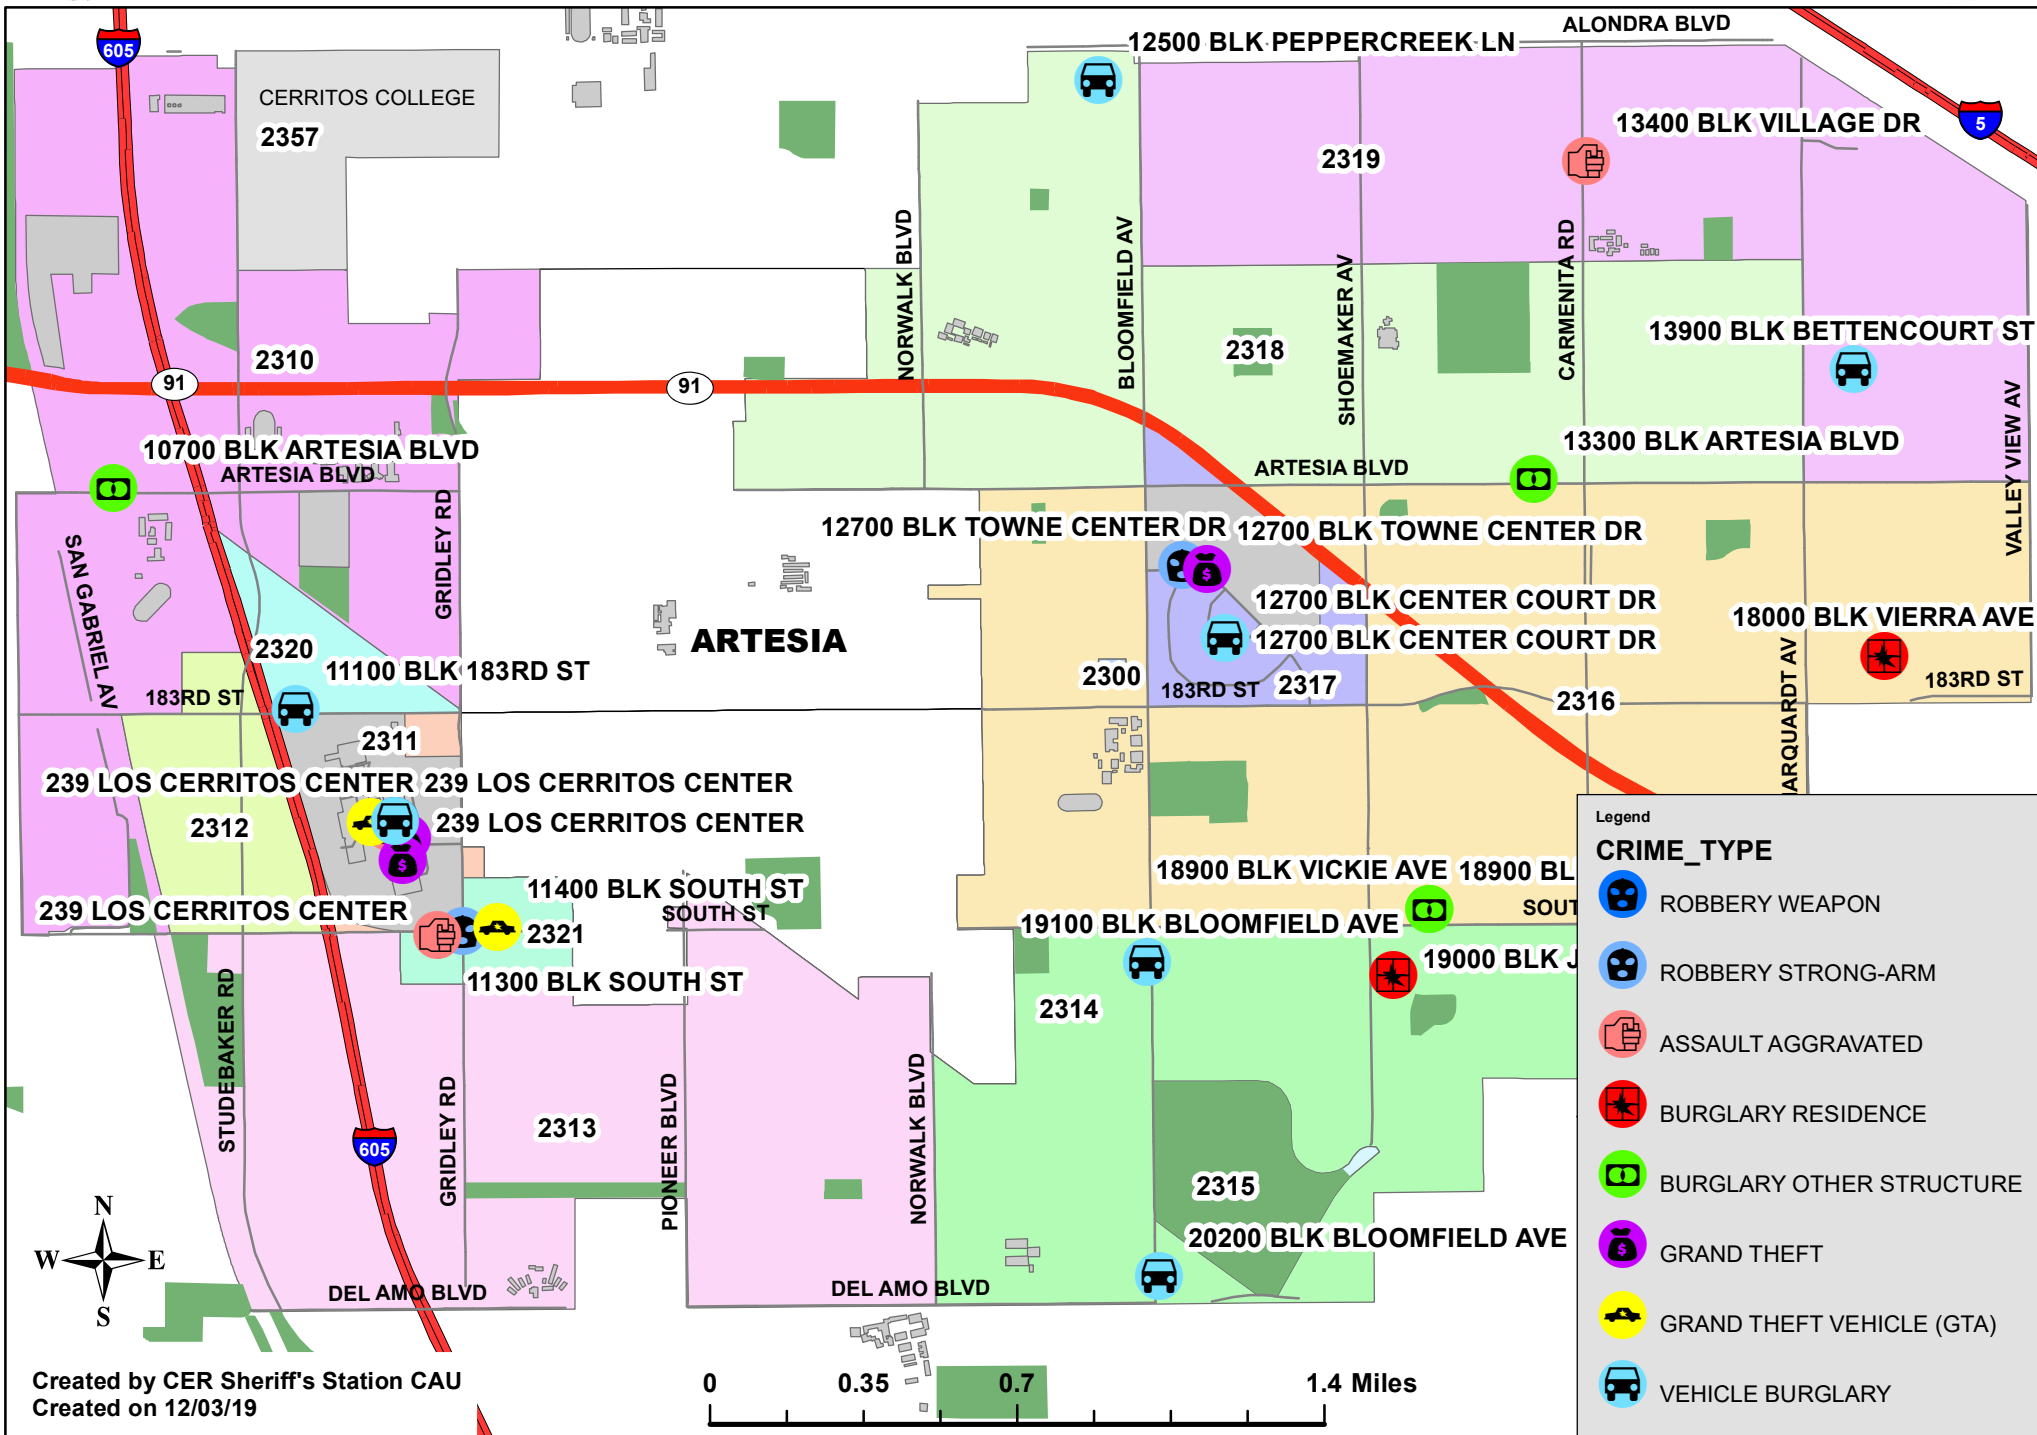 605
ALONDRA BLVD
12500 BLK PEPPERCREEK LN
CERRITOS COLLEGE
2357
5
13400 BLK VILLAGE DR
2319
NORWALK BLVD
BLOOMFIELD AV
SHOEMAKER AV
CARMENITA RD
13900 BLK BETTENCOURT ST
2310
2318
91
91
VALLEY VIEW AV
10700 BLK ARTESIA BLVD
ARTESIA BLVD
13300 BLK ARTESIA BLVD
ARTESIA BLVD
GRIDLEY RD
SAN GABRIEL AV
12700 BLK TOWNE CENTER DR
12700 BLK TOWNE CENTER DR
12700 BLK CENTER COURT DR
12700 BLK CENTER COURT DR
18000 BLK VIERRA AVE
ARTESIA
2320
11100 BLK 183RD ST
183RD ST
2300
183RD ST
2317
2316
183RD ST
2311
239 LOS CERRITOS CENTER
239 LOS CERRITOS CENTER
239 LOS CERRITOS CENTER
2312
18900 BLK VICKIE AVE
18900 BL
11400 BLK SOUTH ST
SOUTH ST
239 LOS CERRITOS CENTER
19100 BLK BLOOMFIELD AVE
SOUT
2321
19000 BLK J
11300 BLK SOUTH ST
2314
STUDEBAKER RD
GRIDLEY RD
2313
PIONEER BLVD
NORWALK BLVD
605
2315
20200 BLK BLOOMFIELD AVE
DEL AMO BLVD
DEL AMO BLVD
N
W
E
S
Created by CER Sheriff's Station CAU
Created on 12/03/19
0 0.35 0.7 1.4 Miles
Legend
CRIME_TYPE
ROBBERY WEAPON
ROBBERY STRONG-ARM
ASSAULT AGGRAVATED
BURGLARY RESIDENCE
BURGLARY OTHER STRUCTURE
GRAND THEFT
GRAND THEFT VEHICLE (GTA)
VEHICLE BURGLARY